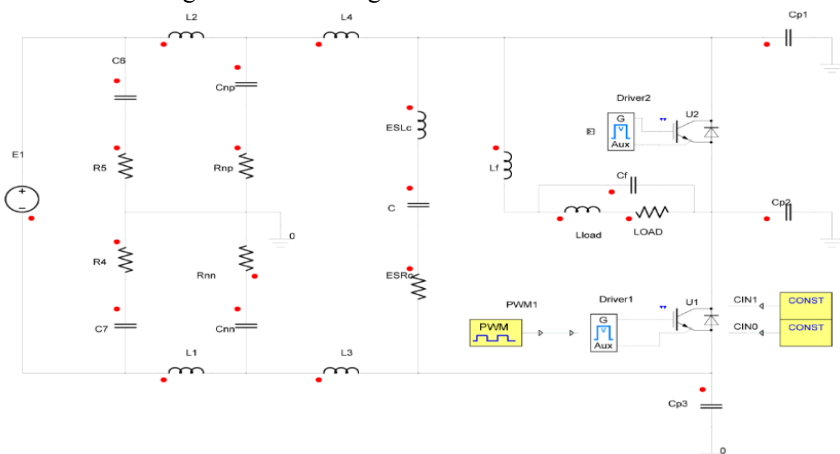 L2
L4
Cp1
C6
Cnp
Driver2
U2
G
Aux
ESLc
E1
R5
Rnp
Lf
Cf
C
Cp2
Lload
LOAD
0
R4
Rnn
ESRc
PWM1
Driver1
U1
CIN1
CONST
PWM
G
Aux
CIN0
CONST
C7
Cnn
L1
L3
Cp3
0